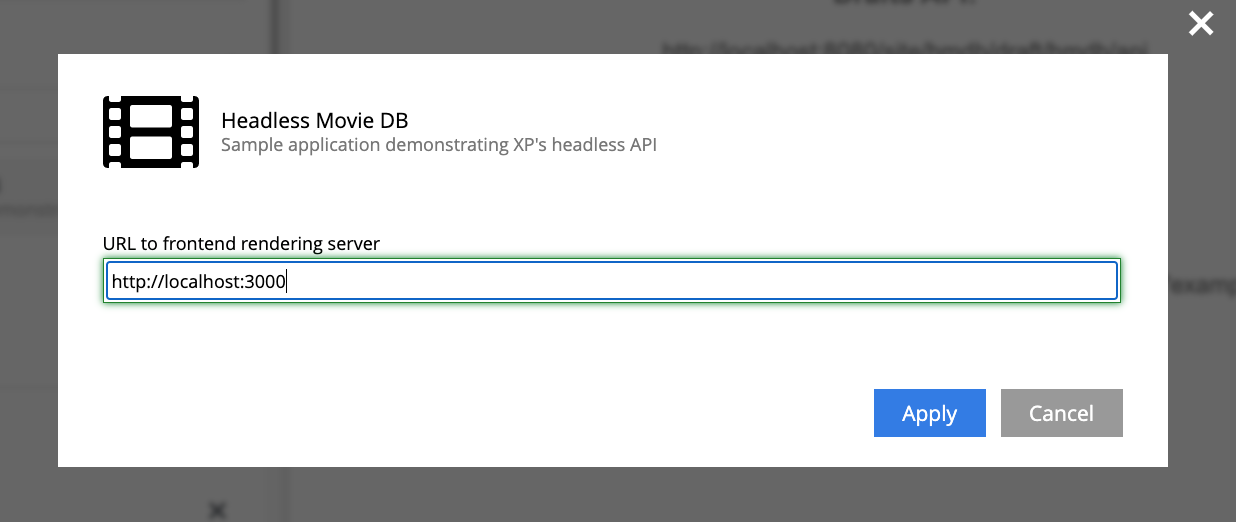 Headless Movie DB
Sample application demonstrating XP's headless API
URL to frontend rendering server
http://localhost:3000
Apply
Cancel